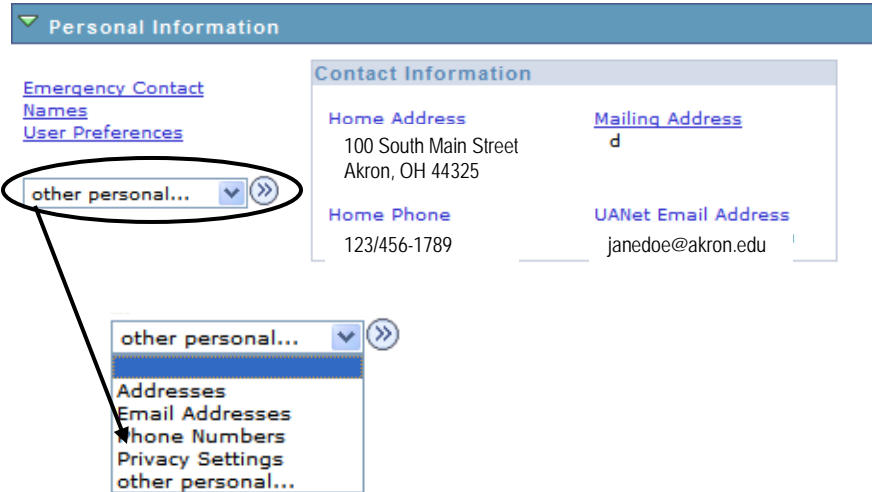 Personal Information
Emergency Contact
Names
User Preferences
other personal...
Contact Information
Home Address
100 South Main Street
Akron, OH 44325
Mailing Address
d
Home Phone
123/456-1789
UANet Email Address
janedoe@akron.edu
other personal...
Addresses
Email Addresses
Phone Numbers
Privacy Settings
other personal...